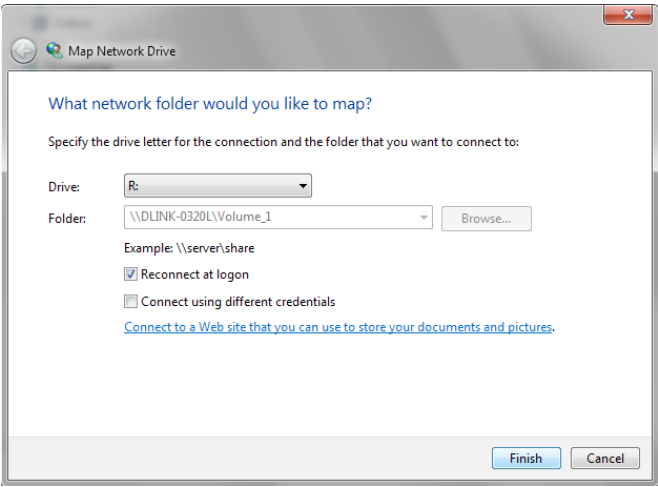 Map Network Drive
What network folder would you like to map?
Specify the drive letter for the connection and the folder that you want to connect to:
Drive: R:
Folder: \\DLINK-0320L\Volume_1 Browse...
Example: \\server\share
Reconnect at logon
Connect using different credentials
Connect to a Web site that you can use to store your documents and pictures.
Finish Cancel